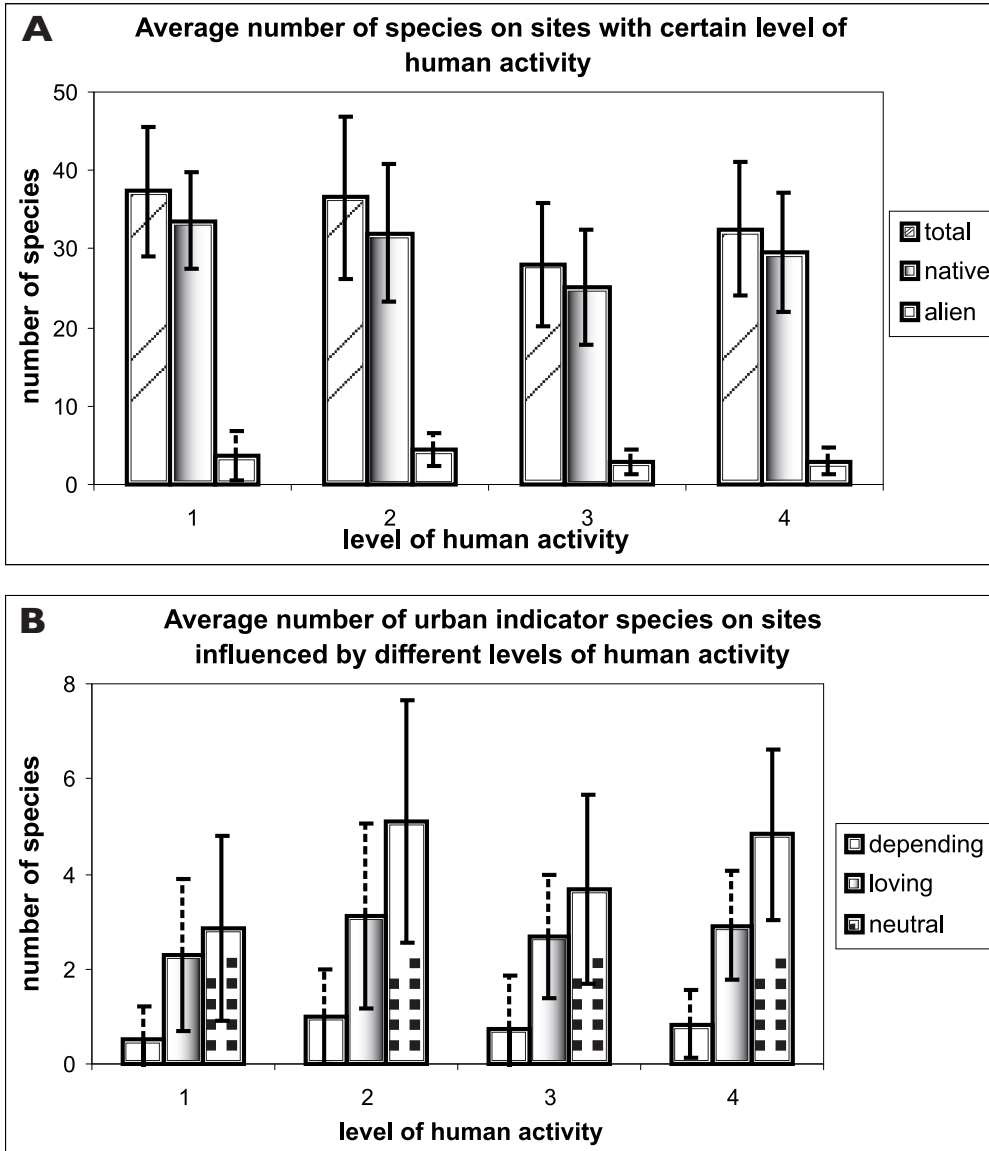 A
Average number of species on sites with certain level of
human activity
number of species
50
40
30
20
10
0
1
2
3
4
level of human activity
total
native
alien
B
Average number of urban indicator species on sites
influenced by different levels of human activity
number of species
8
6
4
2
0
1
2
3
4
level of human activity
depending
loving
neutral